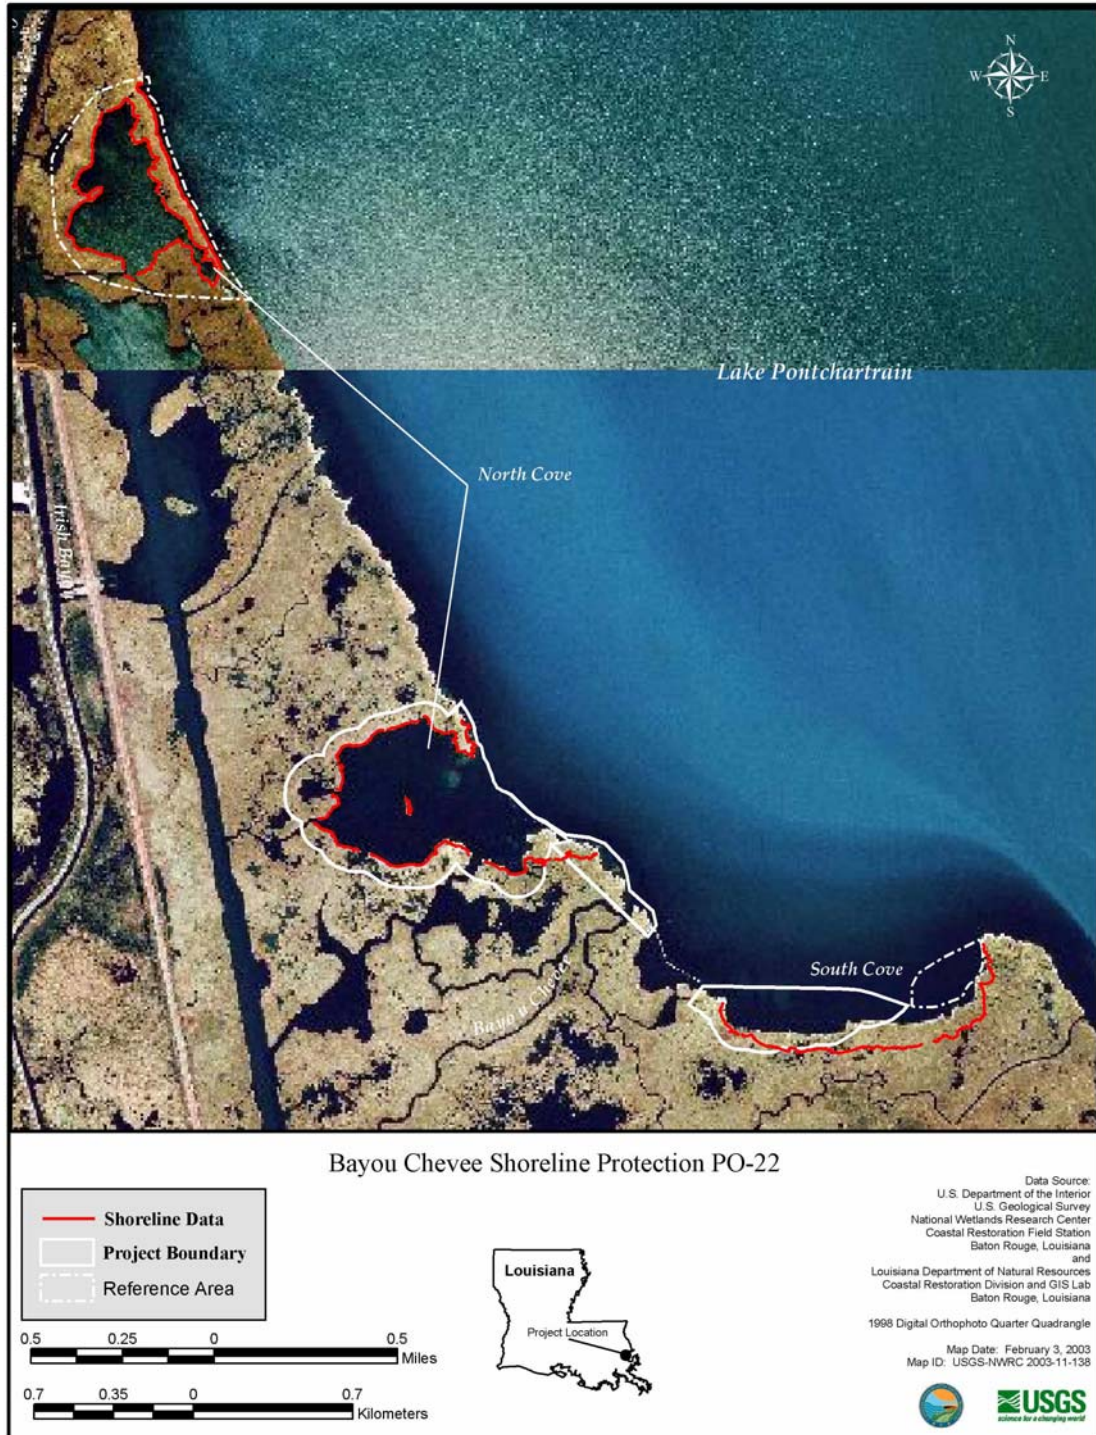 N
W E
S
Lake Pontchartrain
North Cove
Irish Bayou
South Cove
Bayou Chevee
Bayou Chevee Shoreline Protection PO-22
Shoreline Data
Project Boundary
Reference Area
0.5 0.25 0 0.5
Miles
0.7 0.35 0 0.7
Kilometers
Louisiana
Project Location
Data Source:
U.S. Department of the Interior
U.S. Geological Survey
National Wetlands Research Center
Coastal Restoration Field Station
Baton Rouge, Louisiana
and
Louisiana Department of Natural Resources
Coastal Restoration Division and GIS Lab
Baton Rouge, Louisiana
1998 Digital Orthophoto Quarter Quadrangle
Map Date: February 3, 2003
Map ID: USGS-NWRC 2003-11-138
USGS
science for a changing world